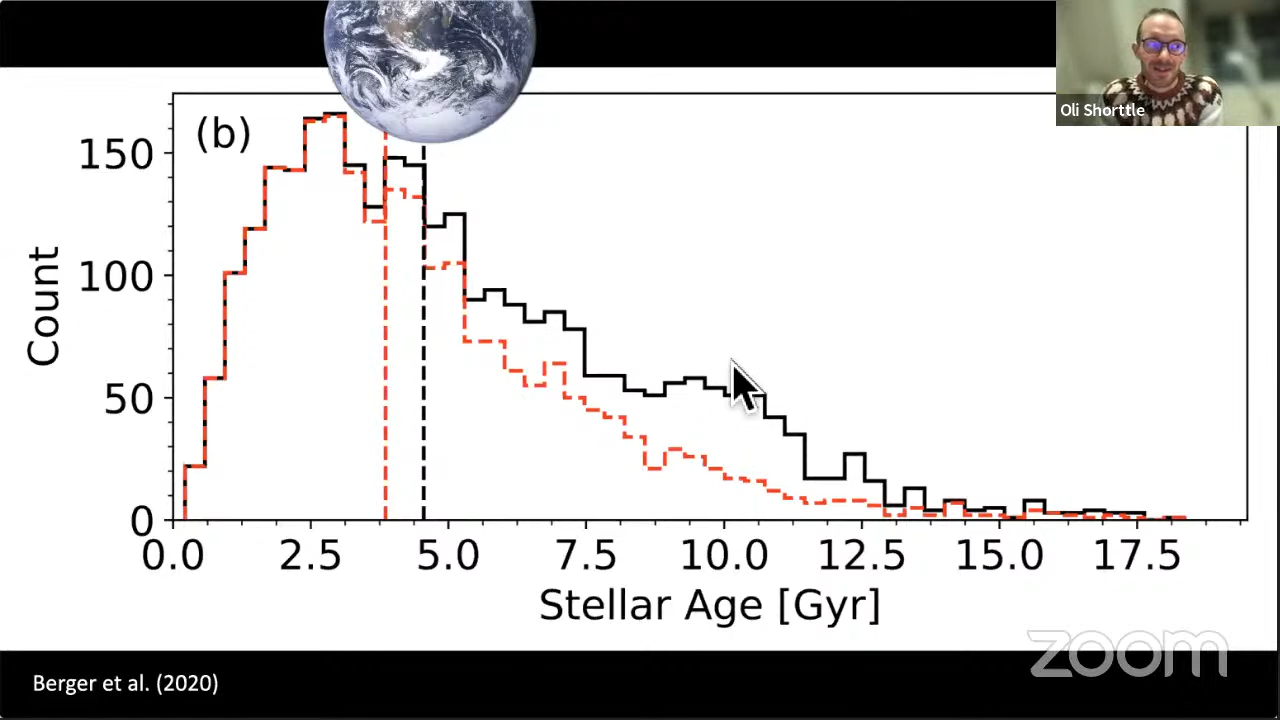 Oli Shorttle
(b)
150
100
50
0
Count
0.0 2.5 5.0 7.5 10.0 12.5 15.0 17.5
Stellar Age [Gyr]
zoom
Berger et al. (2020)